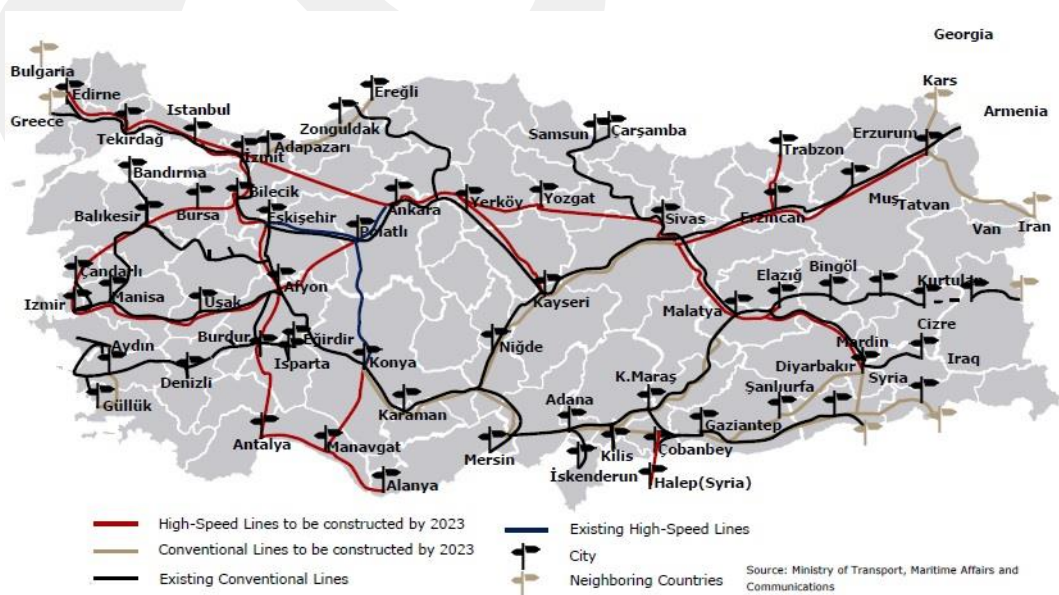 Georgia
Bulgaria
Edirne
Ereğli
Kars
Greece
Istanbul
Zonguldak
Samsun
Çarşamba
Erzurum
Armenia
Tekirdağ
İzmit
Adapazarı
Trabzon
Bandırma
Bilecik
Balıkesir
Bursa
Eskişehir
Ankara
Yerköy
Yozgat
Sivas
Erzincan
Muş
Tatvan
Polatlı
Van
Iran
Çandarlı
Afyon
Elazığ
Bingöl
Kurtulan
Izmir
Manisa
Uşak
Kayseri
Malatya
Cizre
Aydın
Burdur
Eğirdir
Niğde
Mardin
Denizli
Isparta
Konya
K.Maraş
Diyarbakır
Iraq
Güllük
Karaman
Adana
Şanlıurfa
Syria
Antalya
Manavgat
Mersin
Gaziantep
Kilis
Çobanbey
Alanya
İskenderun
Halep(Syria)
High-Speed Lines to be constructed by 2023
Existing High-Speed Lines
Conventional Lines to be constructed by 2023
City
Existing Conventional Lines
Neighboring Countries
Source: Ministry of Transport, Maritime Affairs and
Communications